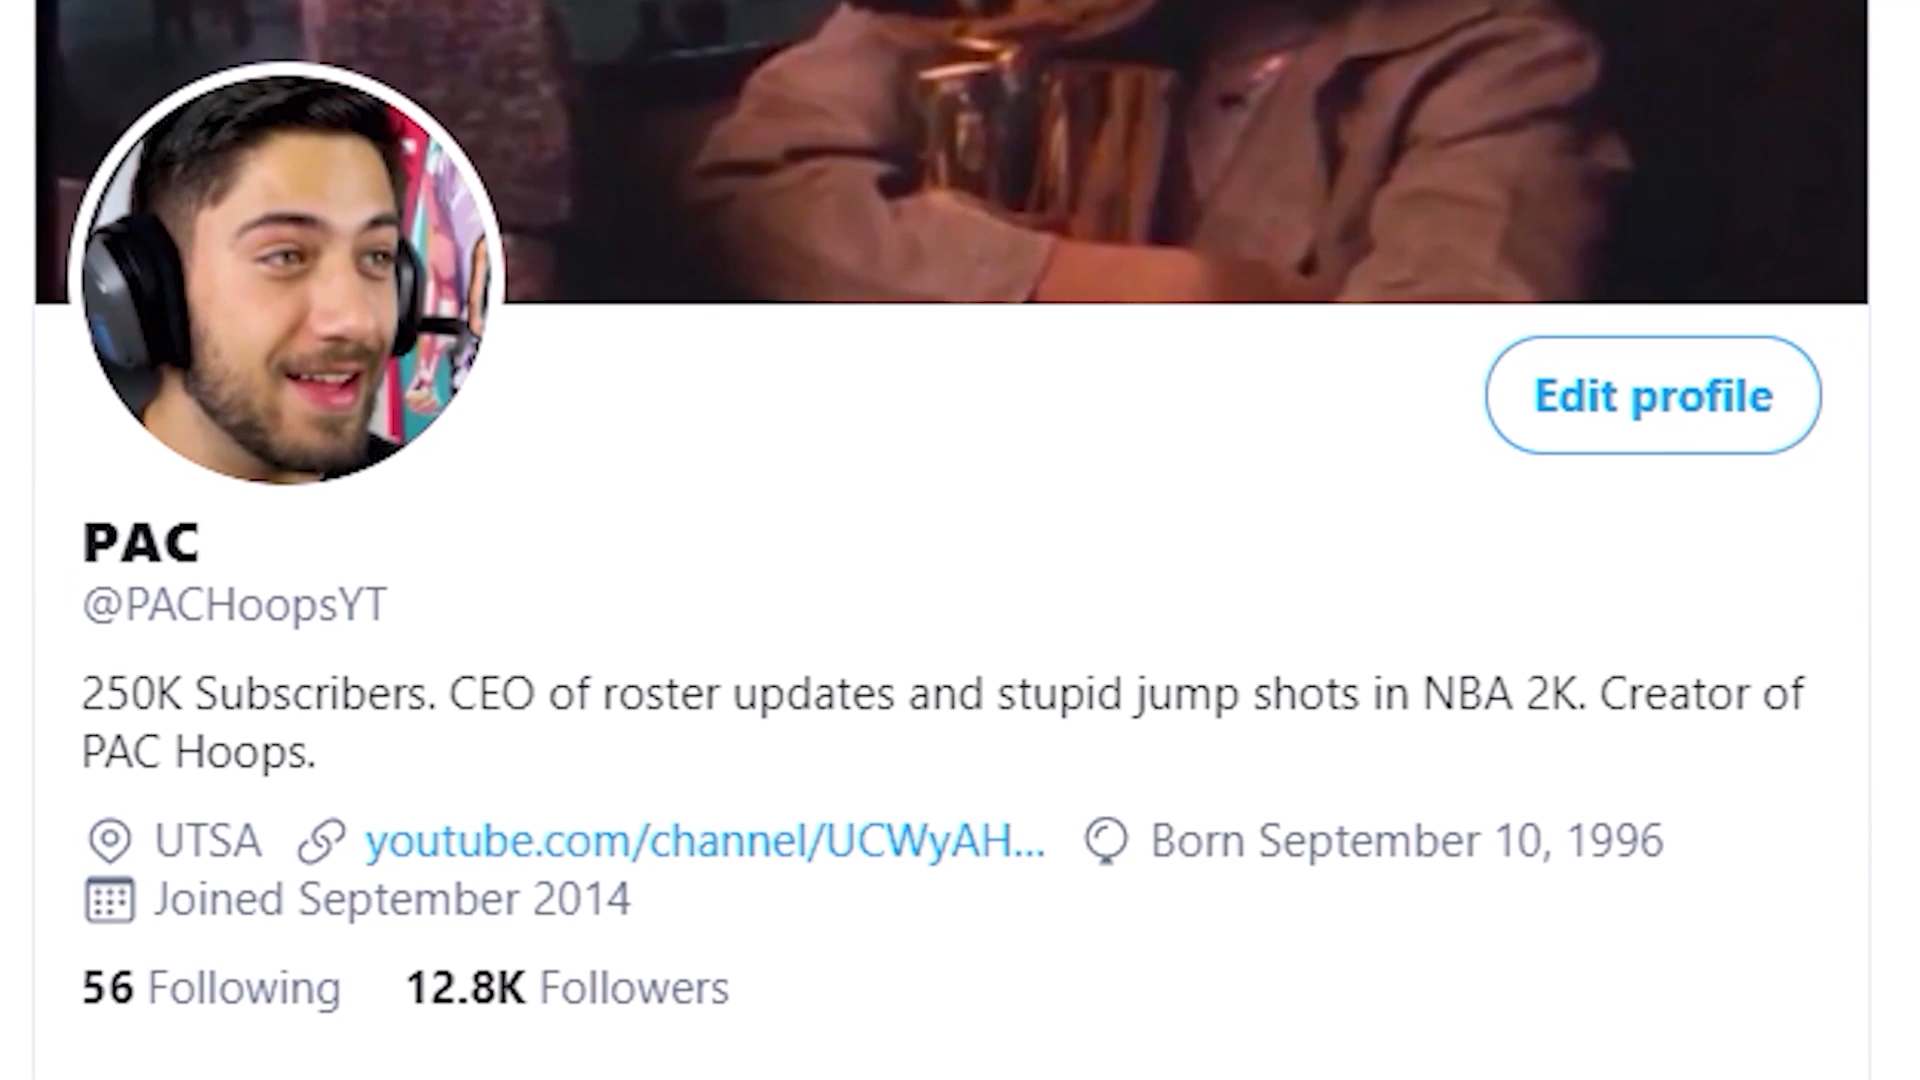 Edit profile
PAC
@PACHoopsYT
250K Subscribers. CEO of roster updates and stupid jump shots in NBA 2K. Creator of
PAC Hoops.
UTSA youtube.com/channel/UCWyAH... Born September 10, 1996
Joined September 2014
56 Following 12.8K Followers